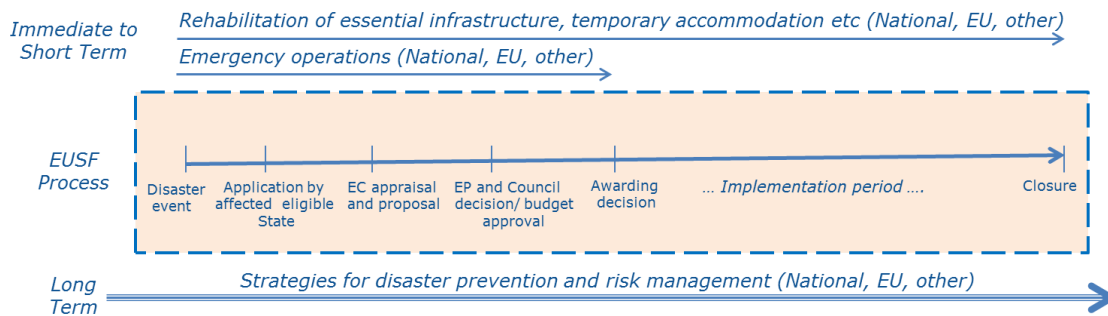 Immediate to
Short Term
Rehabilitation of essential infrastructure, temporary accommodation etc (National, EU, other)
Emergency operations (National, EU, other)
EUSF
Process
Disaster
event
Application by
affected eligible
State
EC appraisal
and proposal
EP and Council
decision/ budget
approval
Awarding
decision
... Implementation period ....
Closure
Long
Term
Strategies for disaster prevention and risk management (National, EU, other)